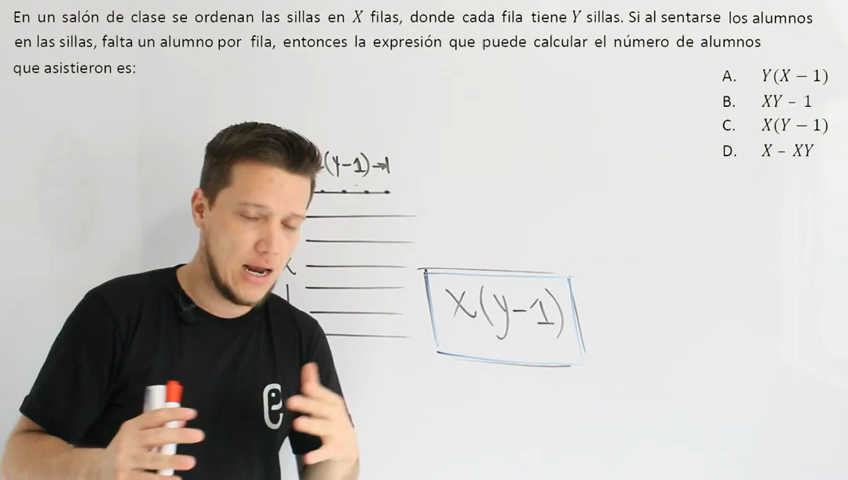 En un salón de clase se ordenan las sillas en X filas, donde cada fila tiene Y sillas. Si al sentarse los alumnos
en las sillas, falta un alumno por fila, entonces la expresión que puede calcular el número de alumnos
que asistieron es:
A. Y(X − 1)
B. XY − 1
C. X(Y − 1)
D. X − XY
(y-1)
x(y-1)